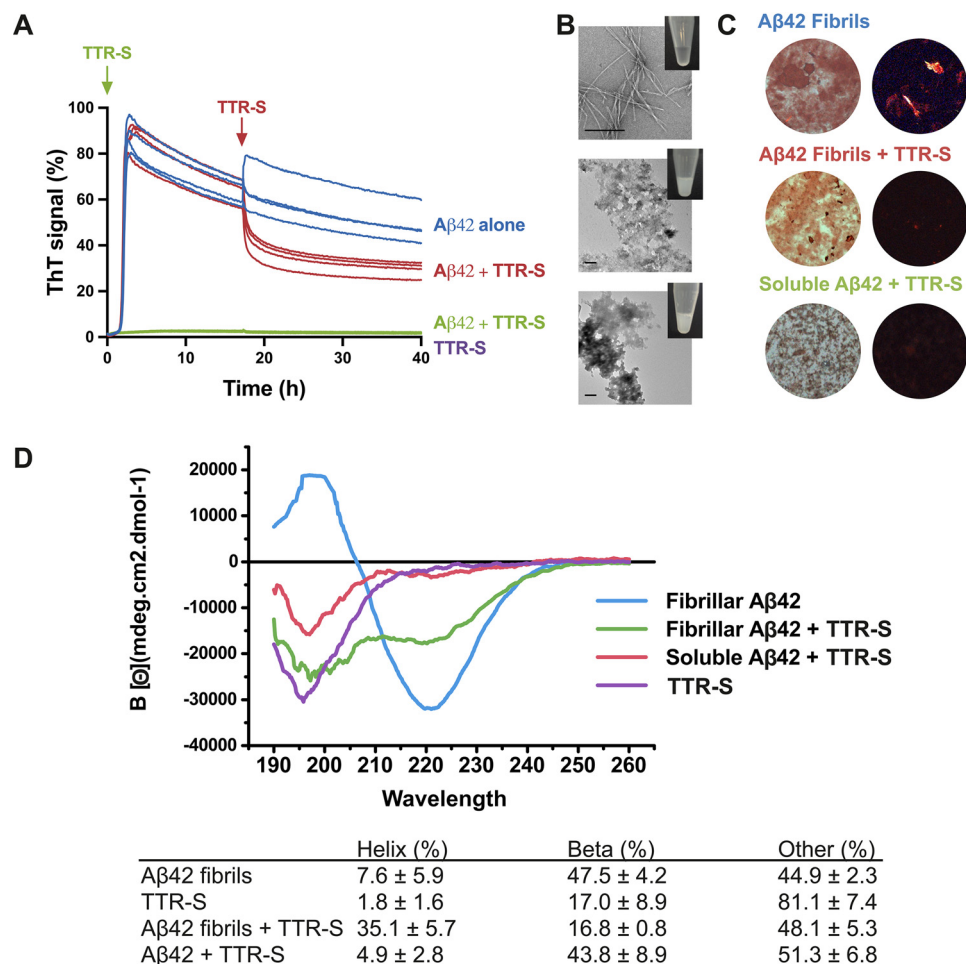 A
TTR-S
TTR-S
ThT signal (%)
100
80
60
40
20
0
0
10
20
30
40
Time (h)
Aβ42 alone
Aβ42 + TTR-S
Aβ42 + TTR-S
TTR-S
B
C
Aβ42 Fibrils
Aβ42 Fibrils + TTR-S
Soluble Aβ42 + TTR-S
D
B [Θ](mdeg.cm2.dmol-1)
20000
10000
0
-10000
-20000
-30000
-40000
190 200 210 220 230 240 250 260
Wavelength
Fibrillar Aβ42
Fibrillar Aβ42 + TTR-S
Soluble Aβ42 + TTR-S
TTR-S
Helix (%) Beta (%) Other (%)
Aβ42 fibrils 7.6 ± 5.9 47.5 ± 4.2 44.9 ± 2.3
TTR-S 1.8 ± 1.6 17.0 ± 8.9 81.1 ± 7.4
Aβ42 fibrils + TTR-S 35.1 ± 5.7 16.8 ± 0.8 48.1 ± 5.3
Aβ42 + TTR-S 4.9 ± 2.8 43.8 ± 8.9 51.3 ± 6.8